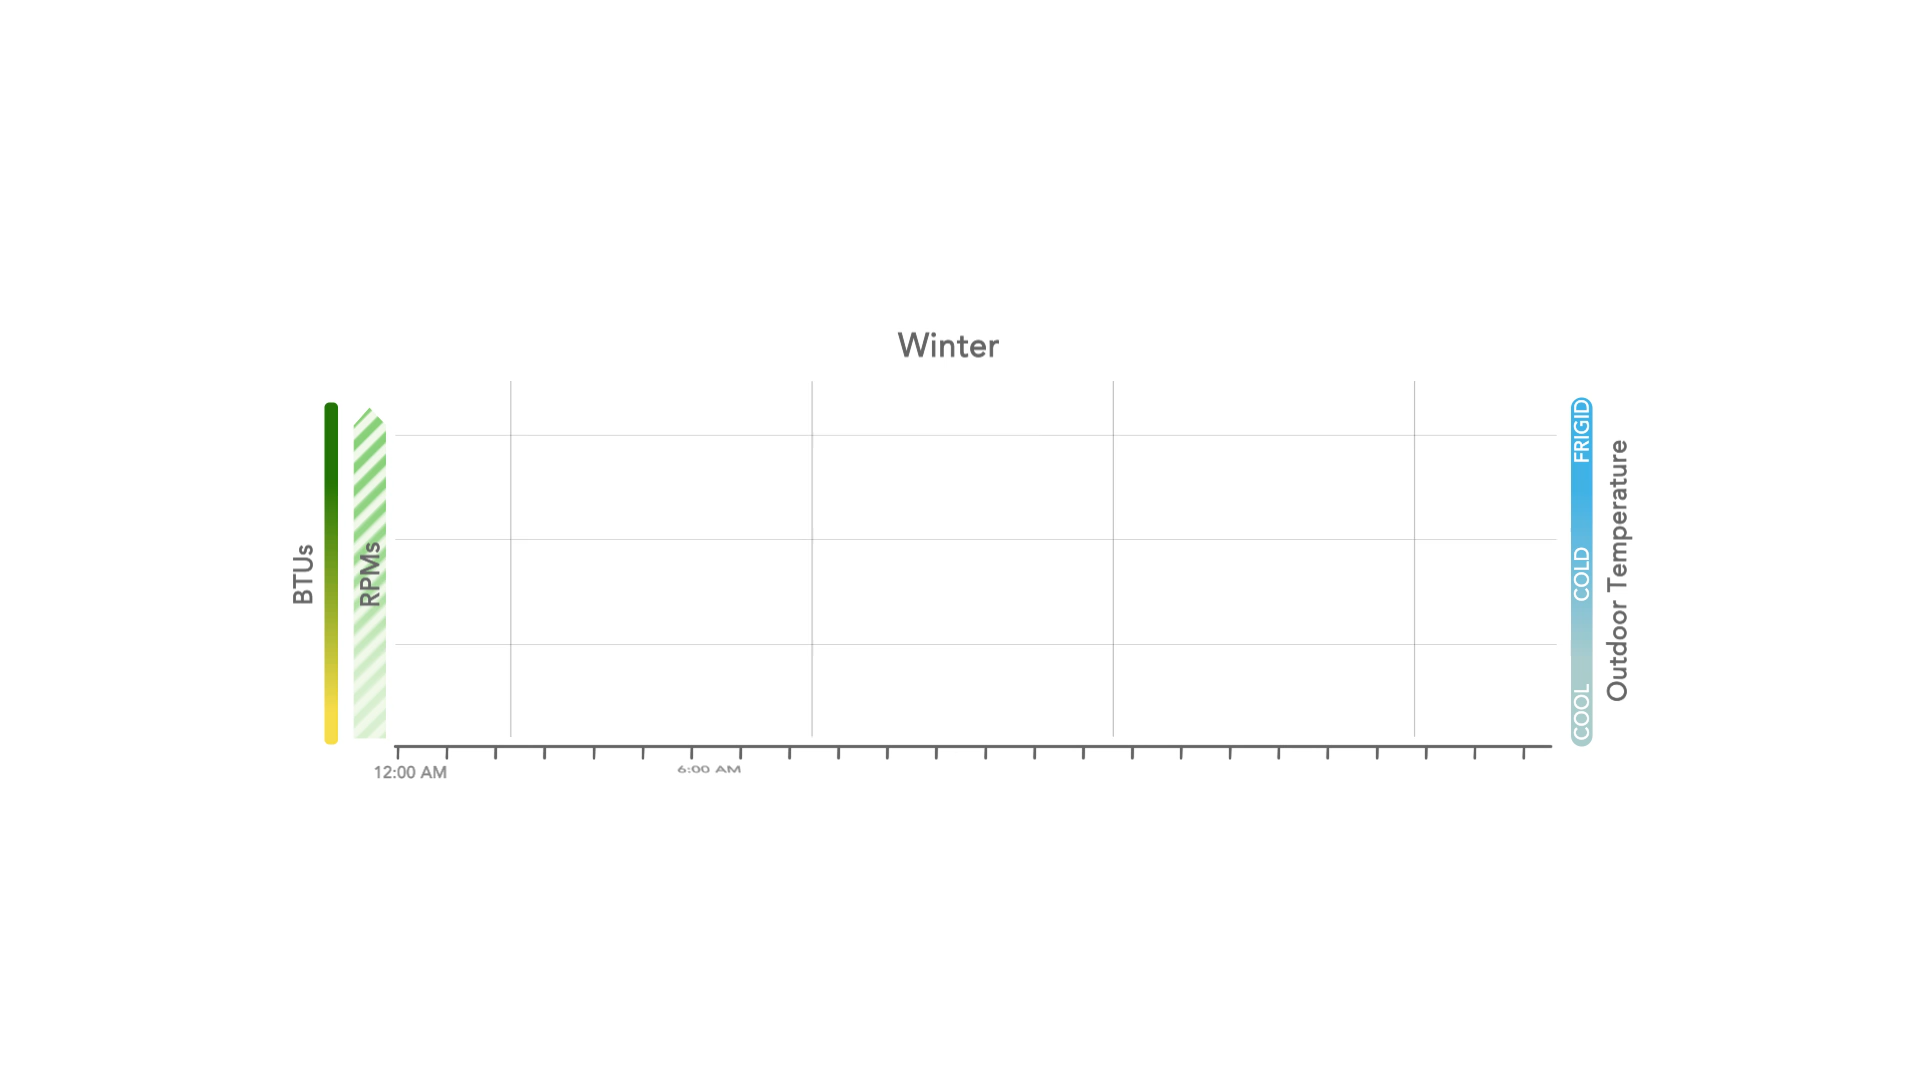 Winter
BTUs
RPMs
FRIGID
COLD
COOL
Outdoor Temperature
12:00 AM
6:00 AM